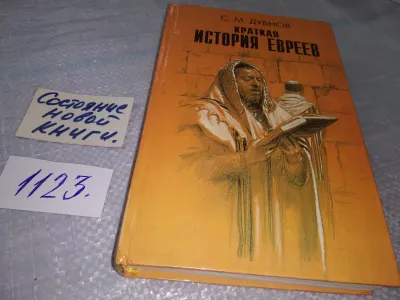 С. М. ДУБНОВ
КРАТКАЯ
ИСТОРИЯ ЕВРЕЕВ
Состояние
новой
книги.
1123.